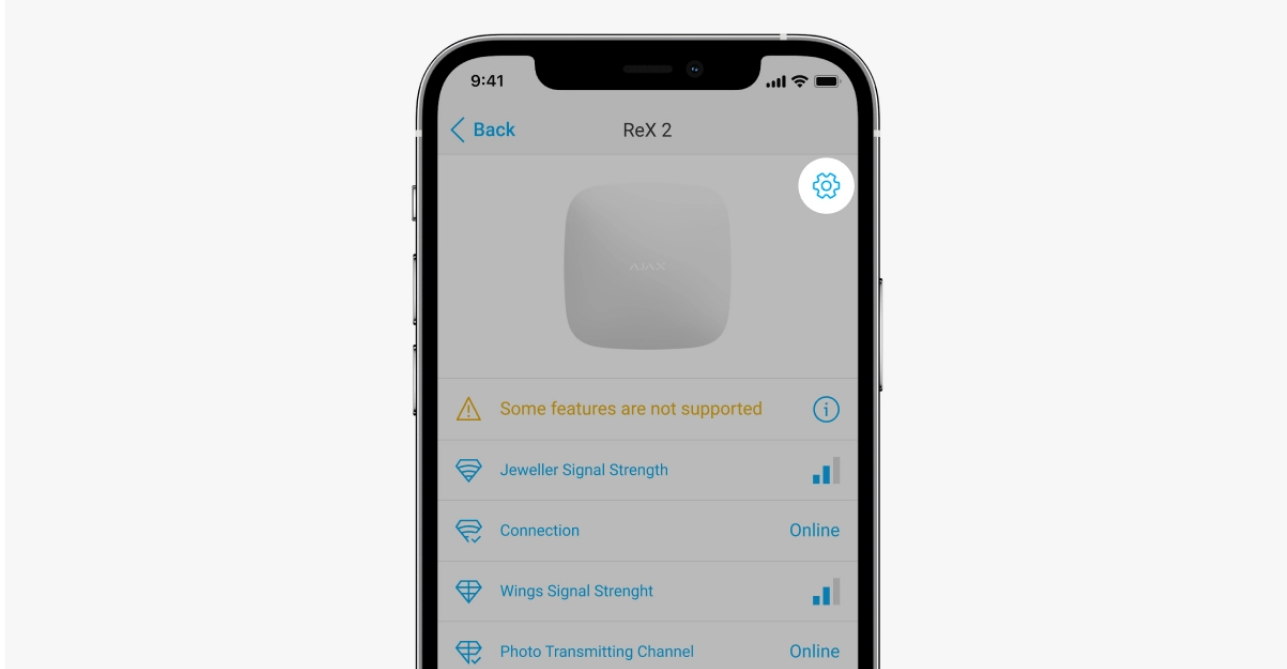 9:41
Back
ReX 2
AJAX
Some features are not supported
Jeweller Signal Strength
Connection Online
Wings Signal Strenght
Photo Transmitting Channel Online